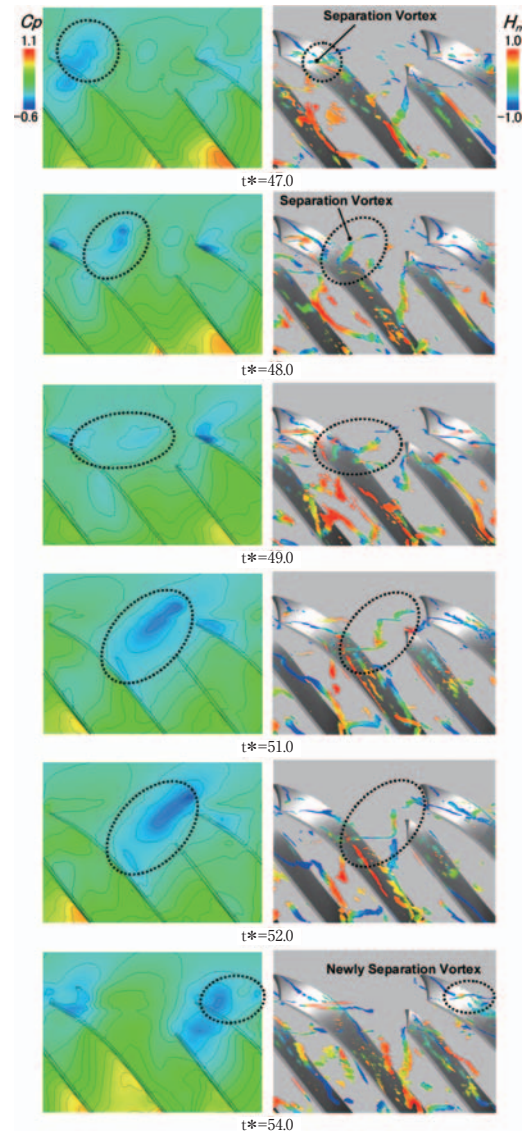 Cp
1.1
-0.6
Separation Vortex
Hn
1.0
-1.0
t*=47.0
Separation Vortex
t*=48.0
t*=49.0
t*=51.0
t*=52.0
Newly Separation Vortex
t*=54.0